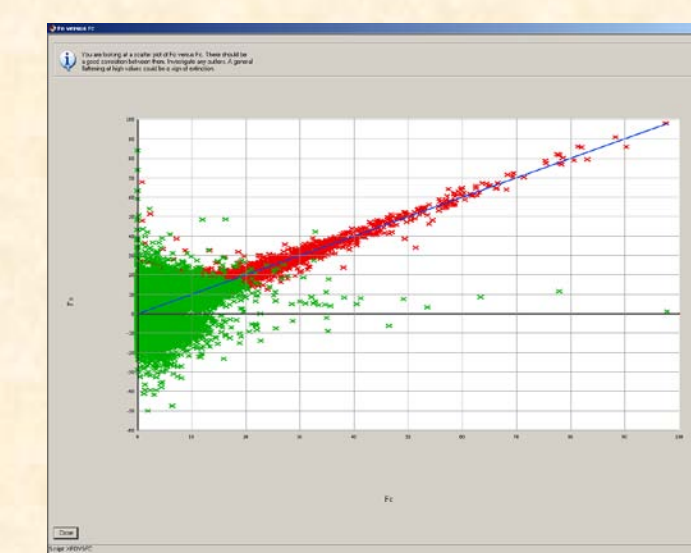 Fo versus Fc
You are looking at a scatter plot of Fo versus Fc. There should be
a good correlation between them. Investigate any outliers. A general
flattening at high values could be a sign of extinction.
100
90
80
70
60
50
40
30
20
10
0
-10
-20
-30
-40
-50
-60
Fo
0 10 20 30 40 50 60 70 80 90 100
Fc
Close
Script: XFOVSFC